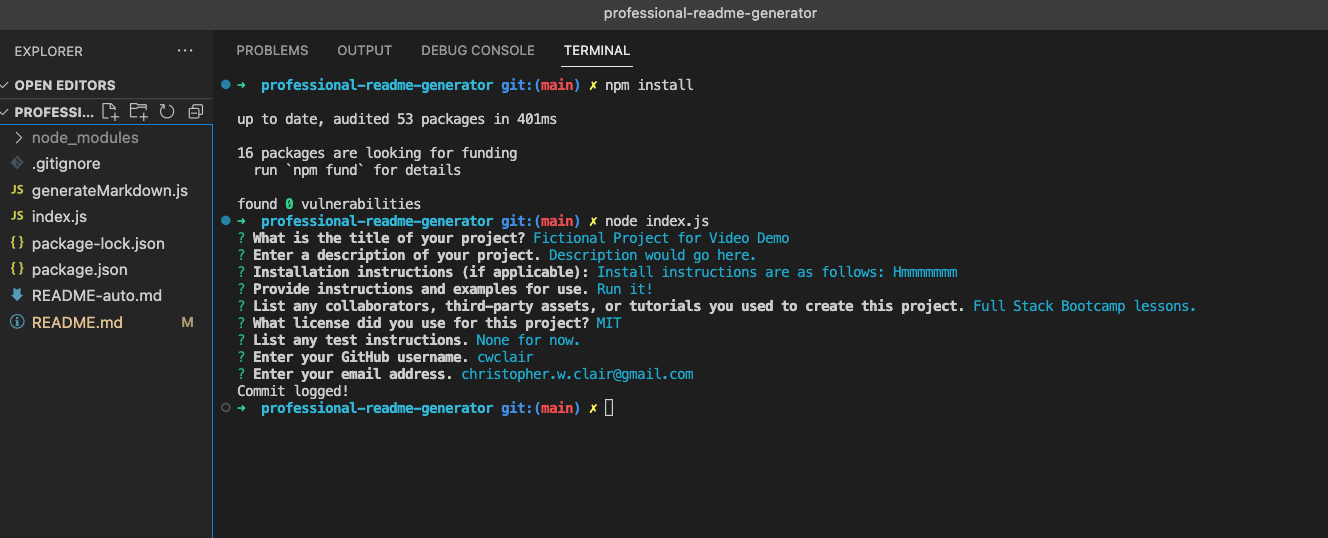 professional-readme-generator
EXPLORER ...
OPEN EDITORS
PROFESSI...
node_modules
.gitignore
JS generateMarkdown.js
JS index.js
{} package-lock.json
{} package.json
README-auto.md
README.md M
PROBLEMS OUTPUT DEBUG CONSOLE TERMINAL
➜ professional-readme-generator git:(main) ✗ npm install
up to date, audited 53 packages in 401ms
16 packages are looking for funding
run `npm fund` for details
found 0 vulnerabilities
➜ professional-readme-generator git:(main) ✗ node index.js
? What is the title of your project? Fictional Project for Video Demo
? Enter a description of your project. Description would go here.
? Installation instructions (if applicable): Install instructions are as follows: Hmmmmmmm
? Provide instructions and examples for use. Run it!
? List any collaborators, third-party assets, or tutorials you used to create this project. Full Stack Bootcamp lessons.
? What license did you use for this project? MIT
? List any test instructions. None for now.
? Enter your GitHub username. cwclair
? Enter your email address. christopher.w.clair@gmail.com
Commit logged!
➜ professional-readme-generator git:(main) ✗